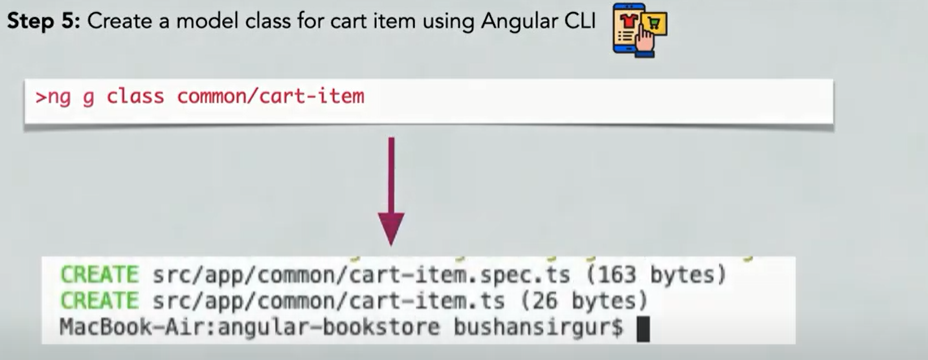 Step 5: Create a model class for cart item using Angular CLI
>ng g class common/cart-item
CREATE src/app/common/cart-item.spec.ts (163 bytes)
CREATE src/app/common/cart-item.ts (26 bytes)
MacBook-Air:angular-bookstore bushansirgur$